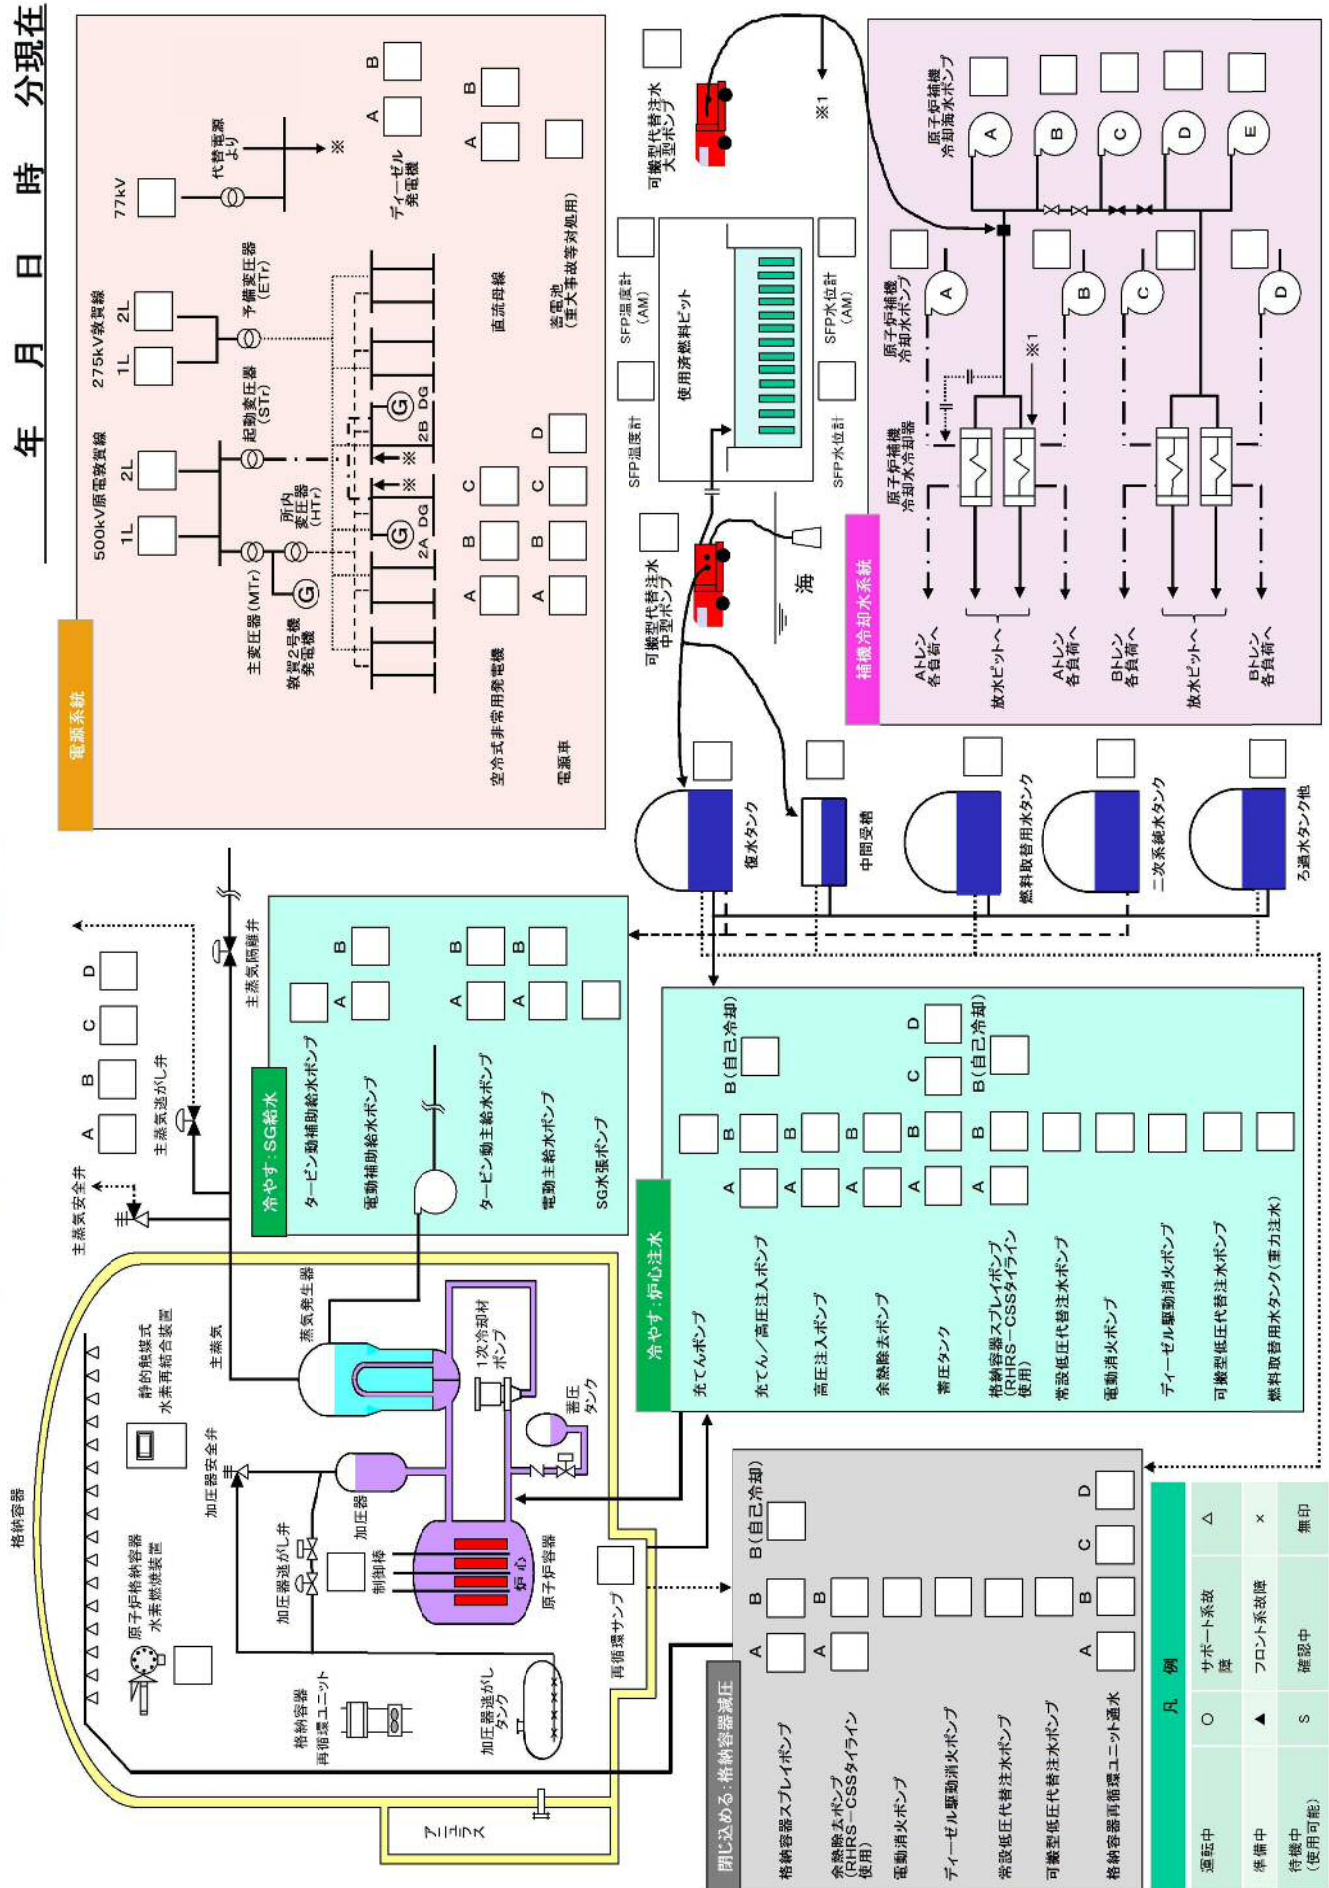 年 月 日 時 分現在
格納容器
原子炉格納容器
水素燃焼装置
静的触媒式
水素再結合装置
格納容器
再循環ユニット
加圧器逃がし
タンク
加圧器逃がし弁
加圧器安全弁
加圧器
制御棒
炉心
原子炉容器
再循環サンプ
アニュラス
主蒸気
蒸気発生器
1次冷却材
ポンプ
蓄圧
タンク
主蒸気安全弁
主蒸気逃がし弁
A B C D
主蒸気隔離弁
冷やす:SG給水
タービン動補助給水ポンプ
電動補助給水ポンプ
A B
タービン動主給水ポンプ
A B
電動主給水ポンプ
A B
SG水張ポンプ
冷やす:炉心注水
充てんポンプ
充てん/高圧注入ポンプ
A B B(自己冷却)
高圧注入ポンプ
A B
余熱除去ポンプ
A B
蓄圧タンク
A B C D
格納容器スプレイポンプ
(RHRS-CSSタイライン
使用)
A B B(自己冷却)
常設低圧代替注水ポンプ
電動消火ポンプ
ディーゼル駆動消火ポンプ
可搬型低圧代替注水ポンプ
燃料取替用水タンク(重力注水)
閉じ込める:格納容器減圧
格納容器スプレイポンプ
A B B(自己冷却)
余熱除去ポンプ
(RHRS-CSSタイライン
使用)
A B
電動消火ポンプ
ディーゼル駆動消火ポンプ
常設低圧代替注水ポンプ
可搬型低圧代替注水ポンプ
格納容器再循環ユニット通水
A B C D
凡 例
運転中 ○ サポート系故
障 △
準備中 ▲ フロント系故障 ×
待機中
(使用可能) S 確認中 無印
電源系統
500kV原電敦賀線
1L 2L
275kV敦賀線
1L 2L
77kV
代替電源
より
※
主変圧器(MTr)
敦賀2号機
発電機
G
所内
変圧器
(HTr)
起動変圧器
(STr)
予備変圧器
(ETr)
G
2A DG
※
※
G
2B DG
ディーゼル
発電機
A B
空冷式非常用発電機
A B C
直流母線
A B
電源車
A B C D
蓄電池
(重大事故等対処用)
復水タンク
中間受槽
燃料取替用水タンク
二次系純水タンク
ろ過水タンク他
可搬型代替注水
中型ポンプ
海
SFP温度計
SFP温度計
(AM)
使用済燃料ピット
SFP水位計
SFP水位計
(AM)
可搬型代替注水
大型ポンプ
※1
補機冷却水系統
原子炉補機
冷却水冷却器
原子炉補機
冷却水ポンプ
原子炉補機
冷却海水ポンプ
A
B
C
D
E
A
B
C
D
※1
Aトレン
各負荷へ
放水ピットへ
Aトレン
各負荷へ
Bトレン
各負荷へ
放水ピットへ
Bトレン
各負荷へ